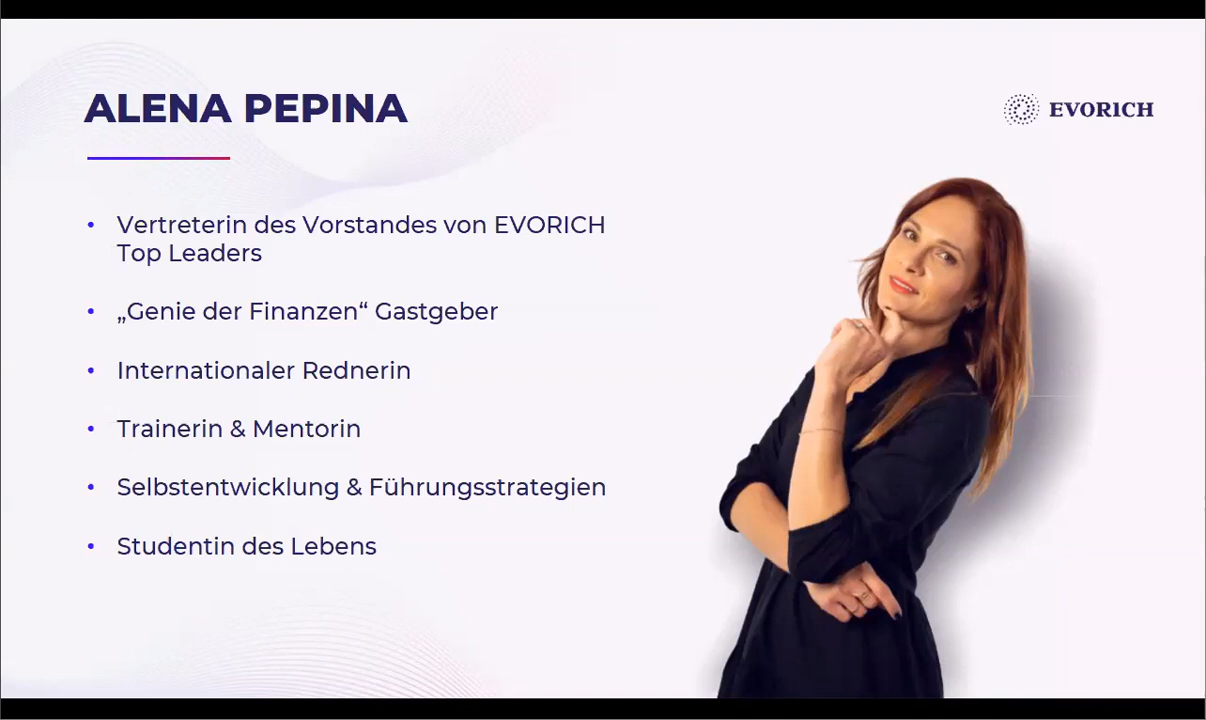 ALENA PEPINA
EVORICH
• Vertreterin des Vorstandes von EVORICH
Top Leaders
• „Genie der Finanzen“ Gastgeber
• Internationaler Rednerin
• Trainerin & Mentorin
• Selbstentwicklung & Führungsstrategien
• Studentin des Lebens